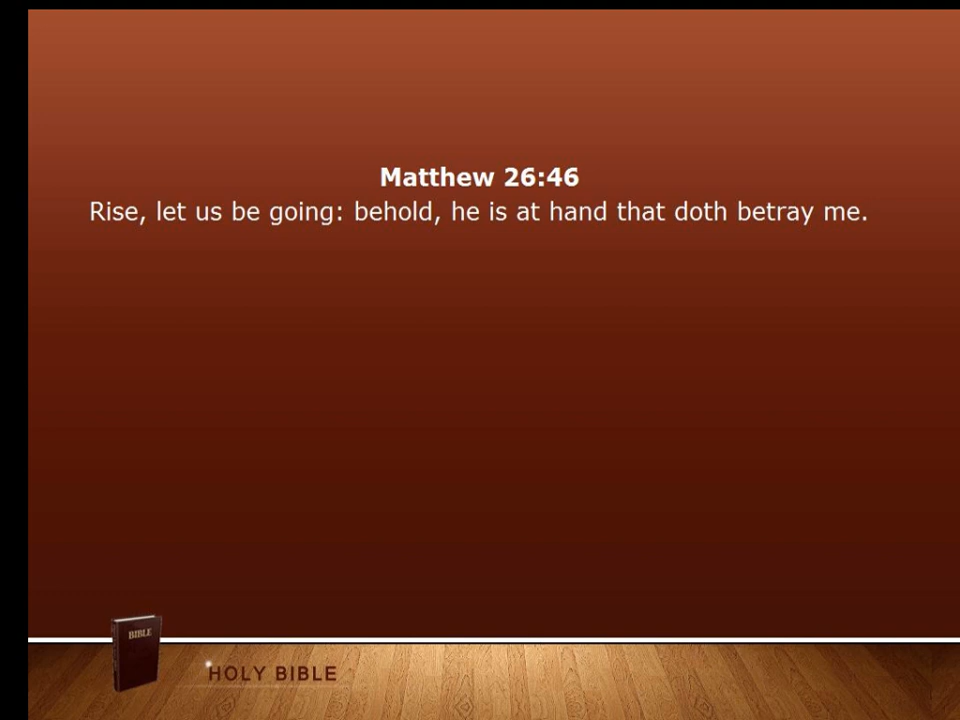 Matthew 26:46
Rise, let us be going: behold, he is at hand that doth betray me.
BIBLE
HOLY BIBLE